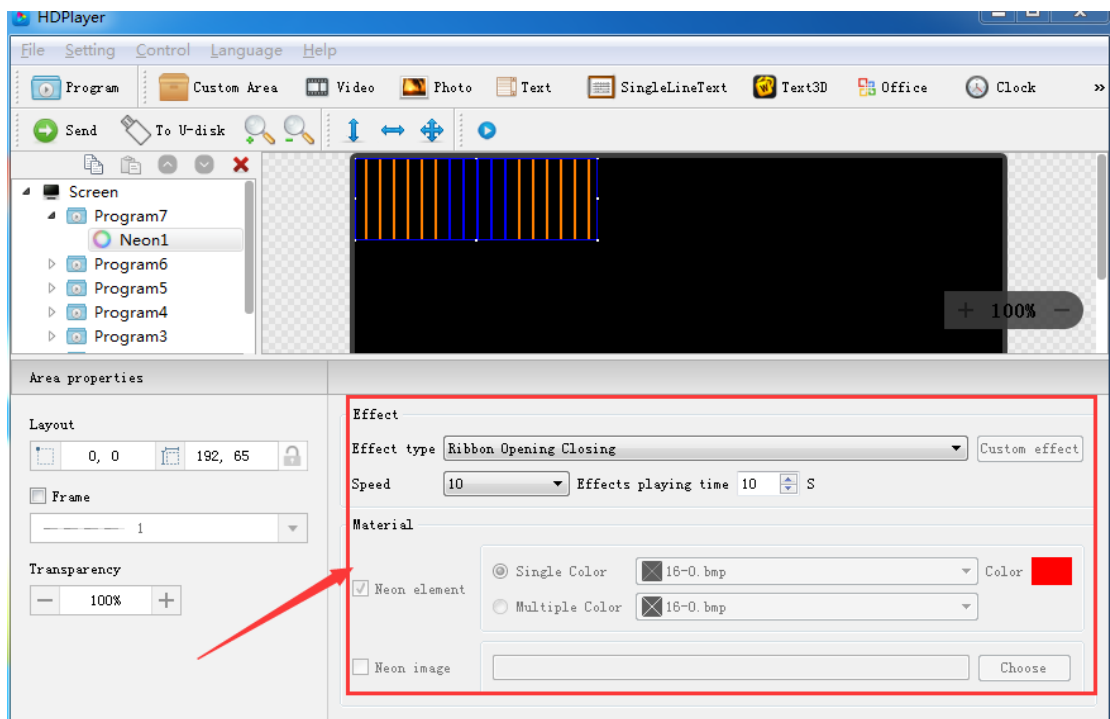 HDPlayer
File Setting Control Language Help
Program Custom Area Video Photo Text SingleLineText Text3D Office Clock »
Send To U-disk
Screen
Program7
Neon1
Program6
Program5
Program4
Program3
+ 100% −
Area properties
Layout
0, 0 192, 65
Frame
1
Transparency
− 100% +
Effect
Effect type Ribbon Opening Closing Custom effect
Speed 10 Effects playing time 10 S
Material
Neon element
Single Color 16-0.bmp Color
Multiple Color 16-0.bmp
Neon image Choose